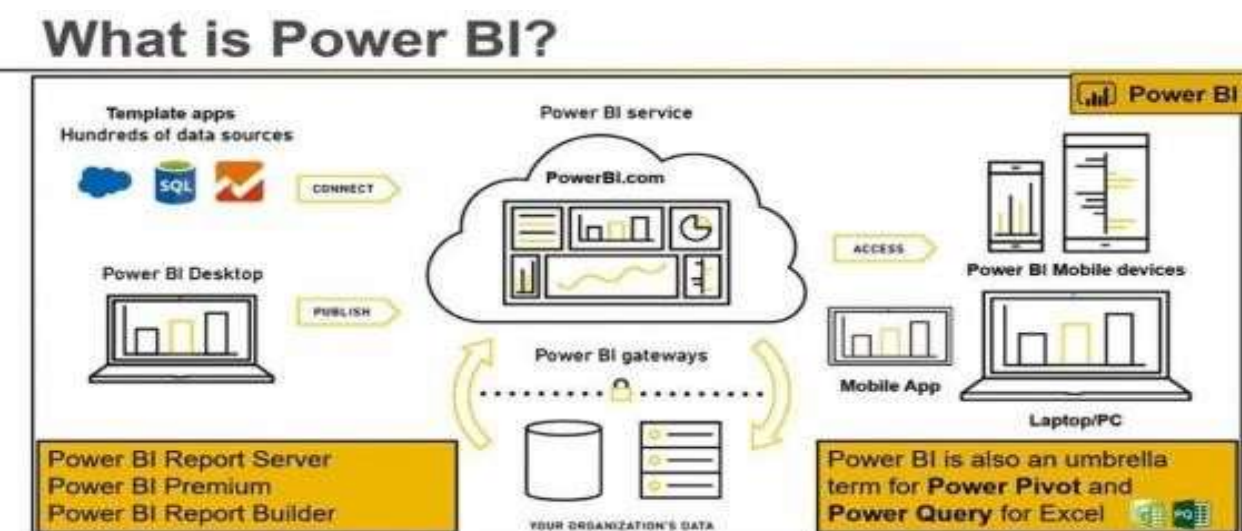 What is Power BI?
Power BI
Template apps
Hundreds of data sources
SQL
CONNECT
Power BI Desktop
PUBLISH
Power BI service
PowerBI.com
Power BI gateways
YOUR ORGANIZATION'S DATA
ACCESS
Power BI Mobile devices
Mobile App
Laptop/PC
Power BI Report Server
Power BI Premium
Power BI Report Builder
Power BI is also an umbrella
term for Power Pivot and
Power Query for Excel